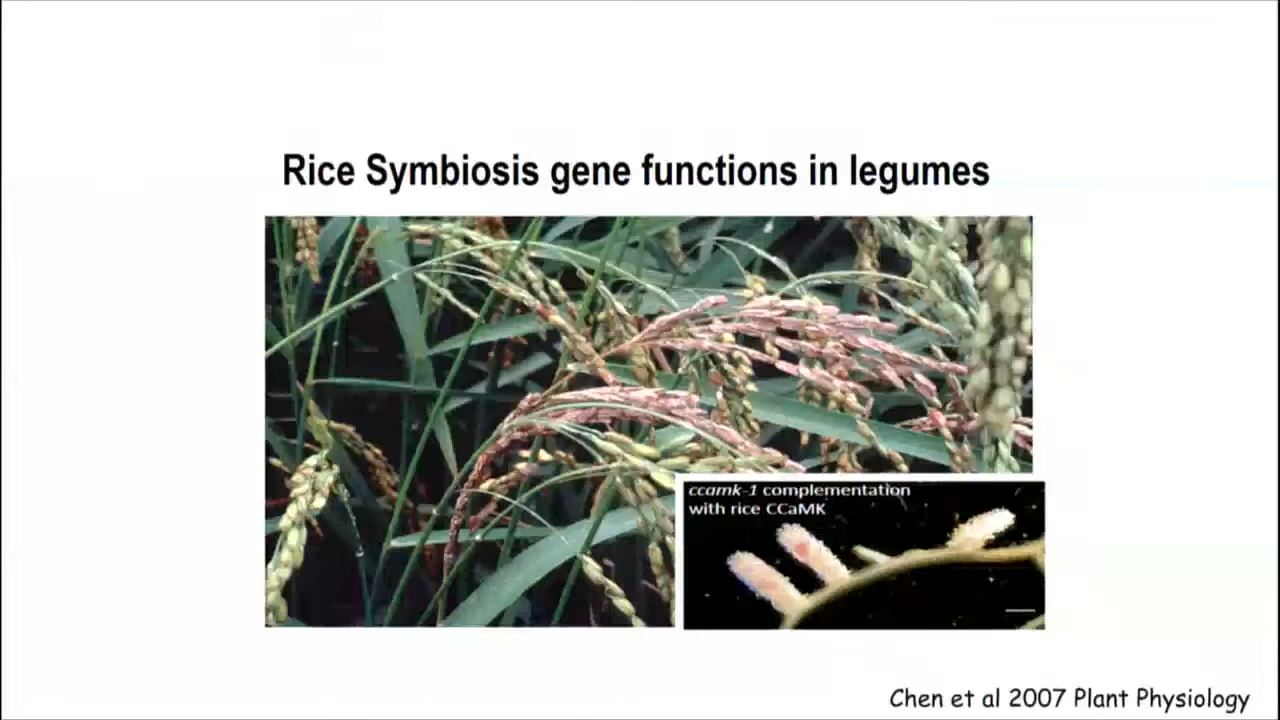 Rice Symbiosis gene functions in legumes
ccamk-1 complementation
with rice CCaMK
Chen et al 2007 Plant Physiology